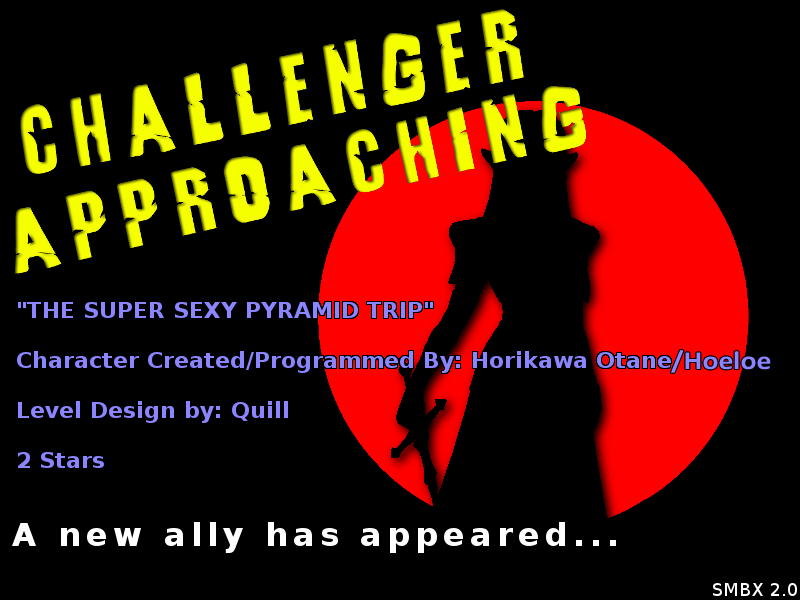 CHALLENGER
APPROACHING
"THE SUPER SEXY PYRAMID TRIP"
Character Created/Programmed By: Horikawa Otane/Hoeloe
Level Design by: Quill
2 Stars
A new ally has appeared...
SMBX 2.0